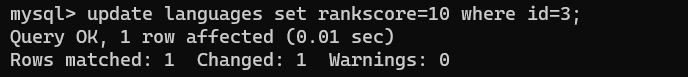 mysql> update languages set rankscore=10 where id=3;
Query OK, 1 row affected (0.01 sec)
Rows matched: 1  Changed: 1  Warnings: 0